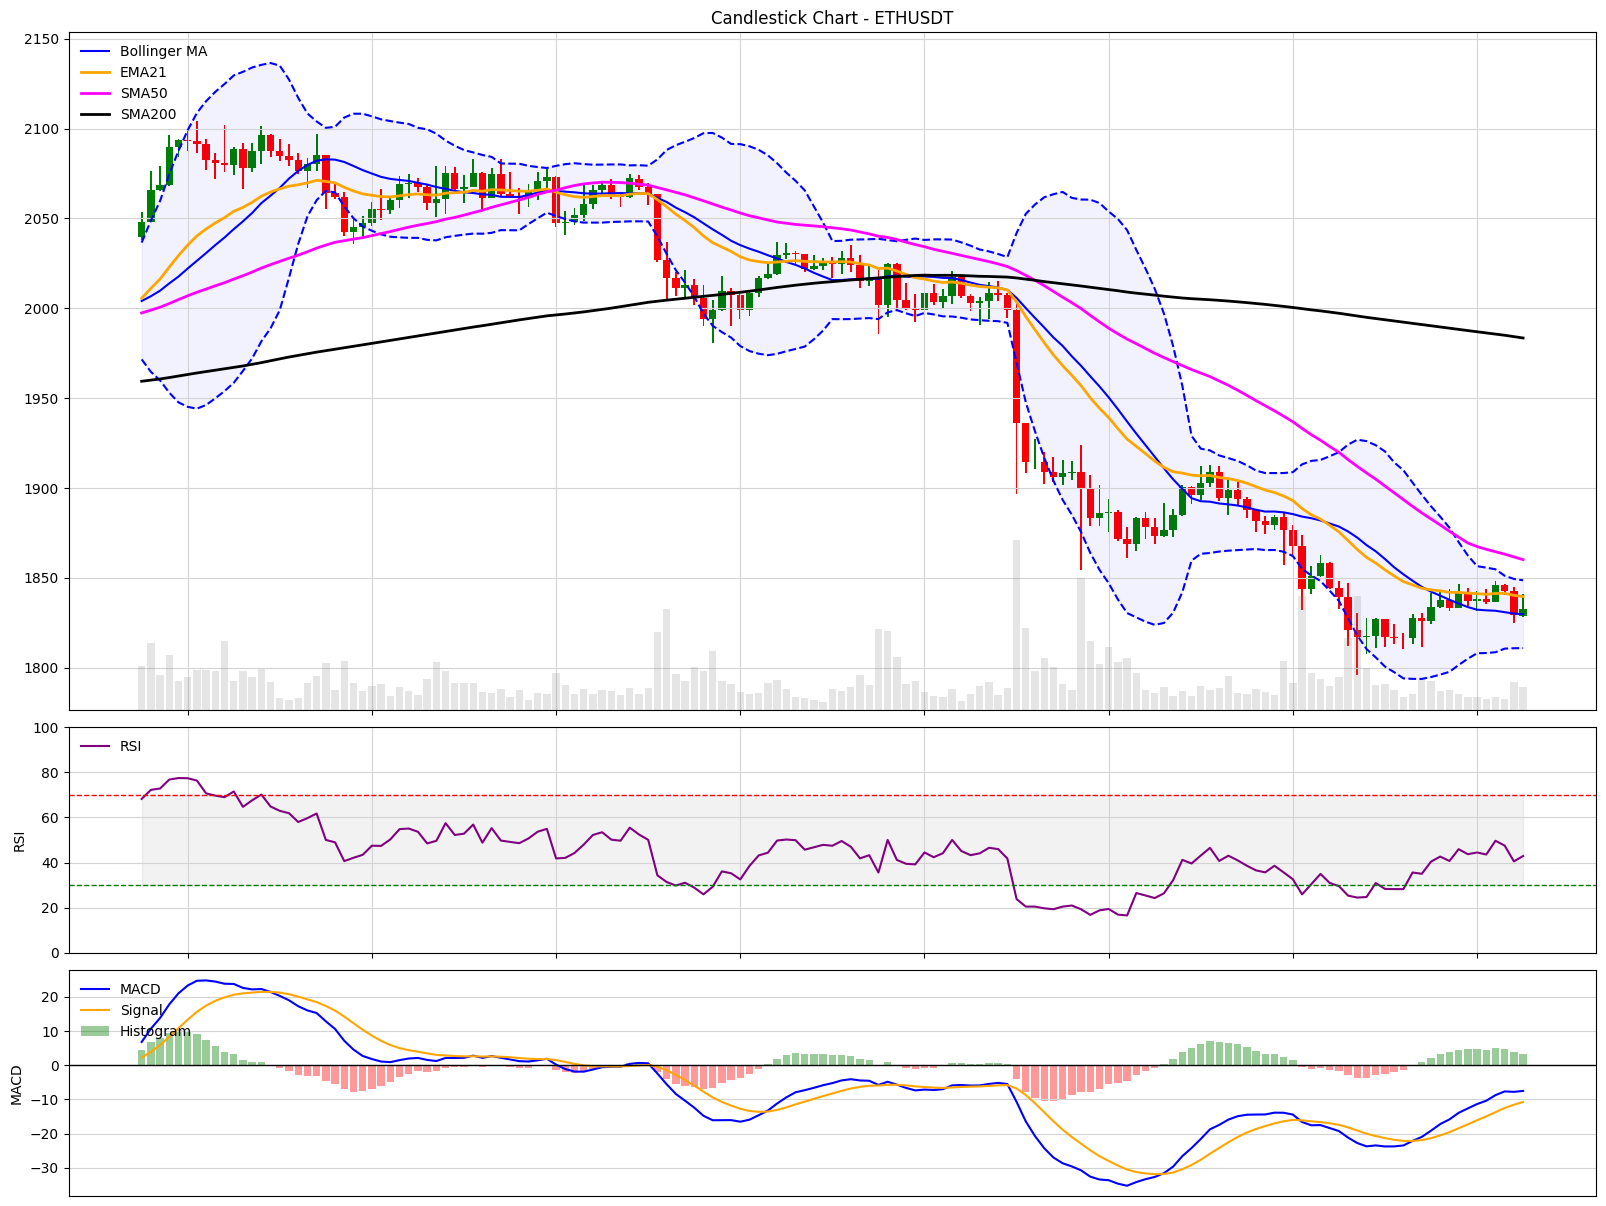 Candlestick Chart - ETHUSDT
Bollinger MA
EMA21
SMA50
SMA200
2150
2100
2050
2000
1950
1900
1850
1800
RSI
RSI
100
80
60
40
20
0
MACD
Signal
Histogram
MACD
20
10
0
−10
−20
−30